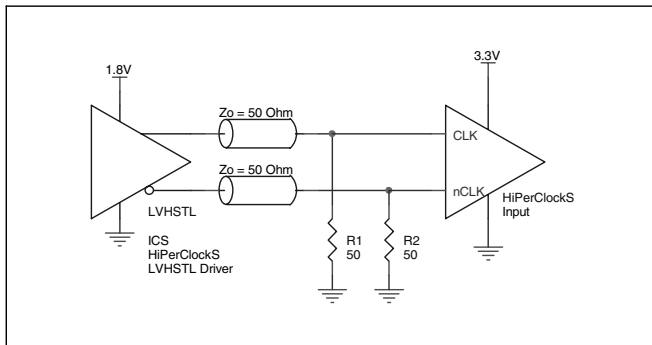 1.8V
3.3V
Zo = 50 Ohm
CLK
Zo = 50 Ohm
nCLK
HiPerClockS
Input
LVHSTL
ICS
HiPerClockS
LVHSTL Driver
R1
50
R2
50